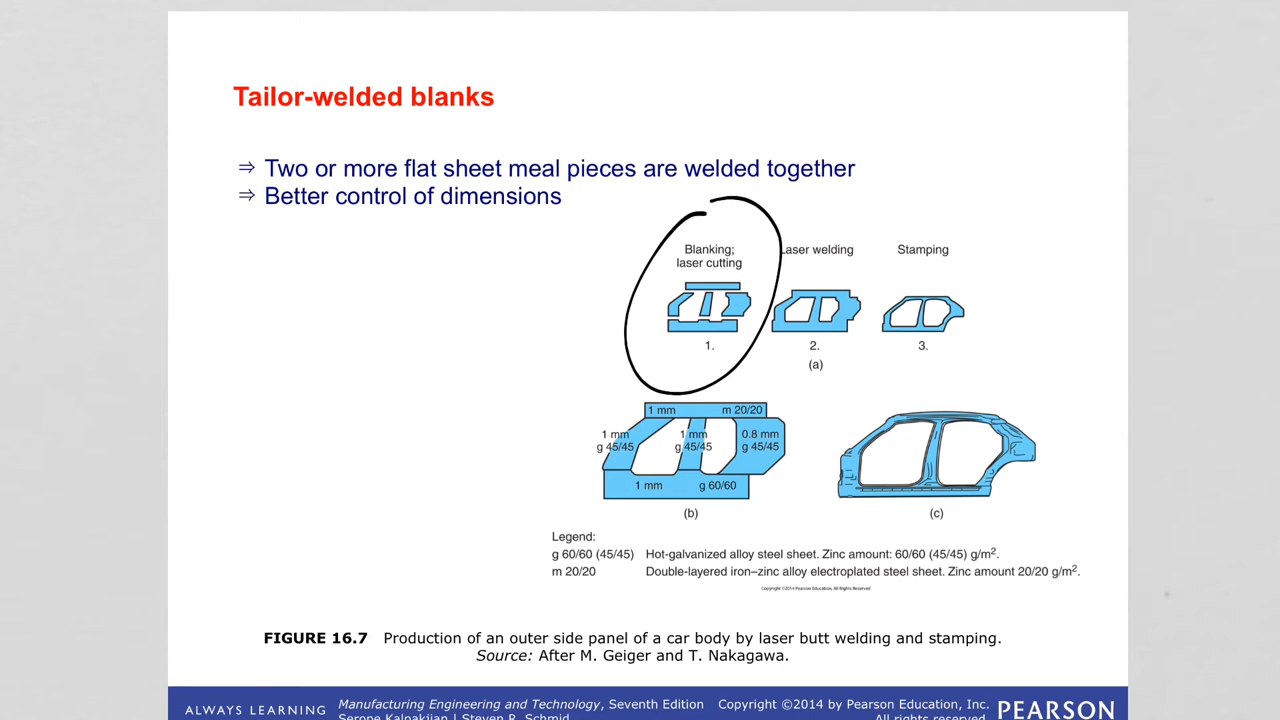 Tailor-welded blanks
⇒ Two or more flat sheet meal pieces are welded together
⇒ Better control of dimensions
Blanking;
laser cutting
Laser welding
Stamping
1.
2.
3.
(a)
1 mm m 20/20
1 mm
g 45/45
1 mm
g 45/45
0.8 mm
g 45/45
1 mm g 60/60
(b)
(c)
Legend:
g 60/60 (45/45) Hot-galvanized alloy steel sheet. Zinc amount: 60/60 (45/45) g/m².
m 20/20 Double-layered iron–zinc alloy electroplated steel sheet. Zinc amount 20/20 g/m².
Copyright ©2014 Pearson Education, All Rights Reserved
FIGURE 16.7 Production of an outer side panel of a car body by laser butt welding and stamping.
Source: After M. Geiger and T. Nakagawa.
ALWAYS LEARNING
Manufacturing Engineering and Technology, Seventh Edition
Serope Kalpakjian | Steven R. Schmid
Copyright ©2014 by Pearson Education, Inc.
All rights reserved.
PEARSON